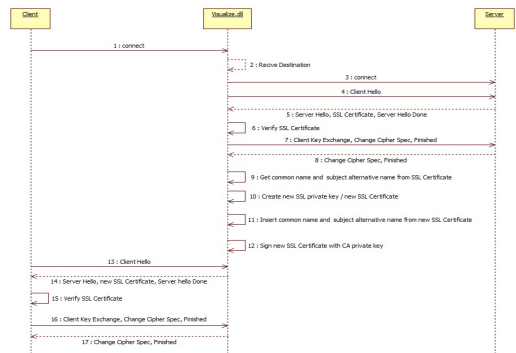 Client
Visualize.dll
Server
1 : connect
2 : Recive Destination
3 : connect
4 : Client Hello
5 : Server Hello, SSL Certificate, Server Hello Done
6 : Verify SSL Certificate
7 : Client Key Exchange, Change Cipher Spec, Finished
8 : Change Cipher Spec, Finished
9 : Get common name and subject alternative name from SSL Certificate
10 : Create new SSL private key / new SSL Certificate
11 : Insert common name and subject alternative name from new SSL Certificate
12 : Sign new SSL Certificate with CA private key
13 : Client Hello
14 : Server Hello, new SSL Certificate, Server hello Done
15 : Verify SSL Certificate
16 : Client Key Exchange, Change Cipher Spec, Finished
17 : Change Cipher Spec, Finished